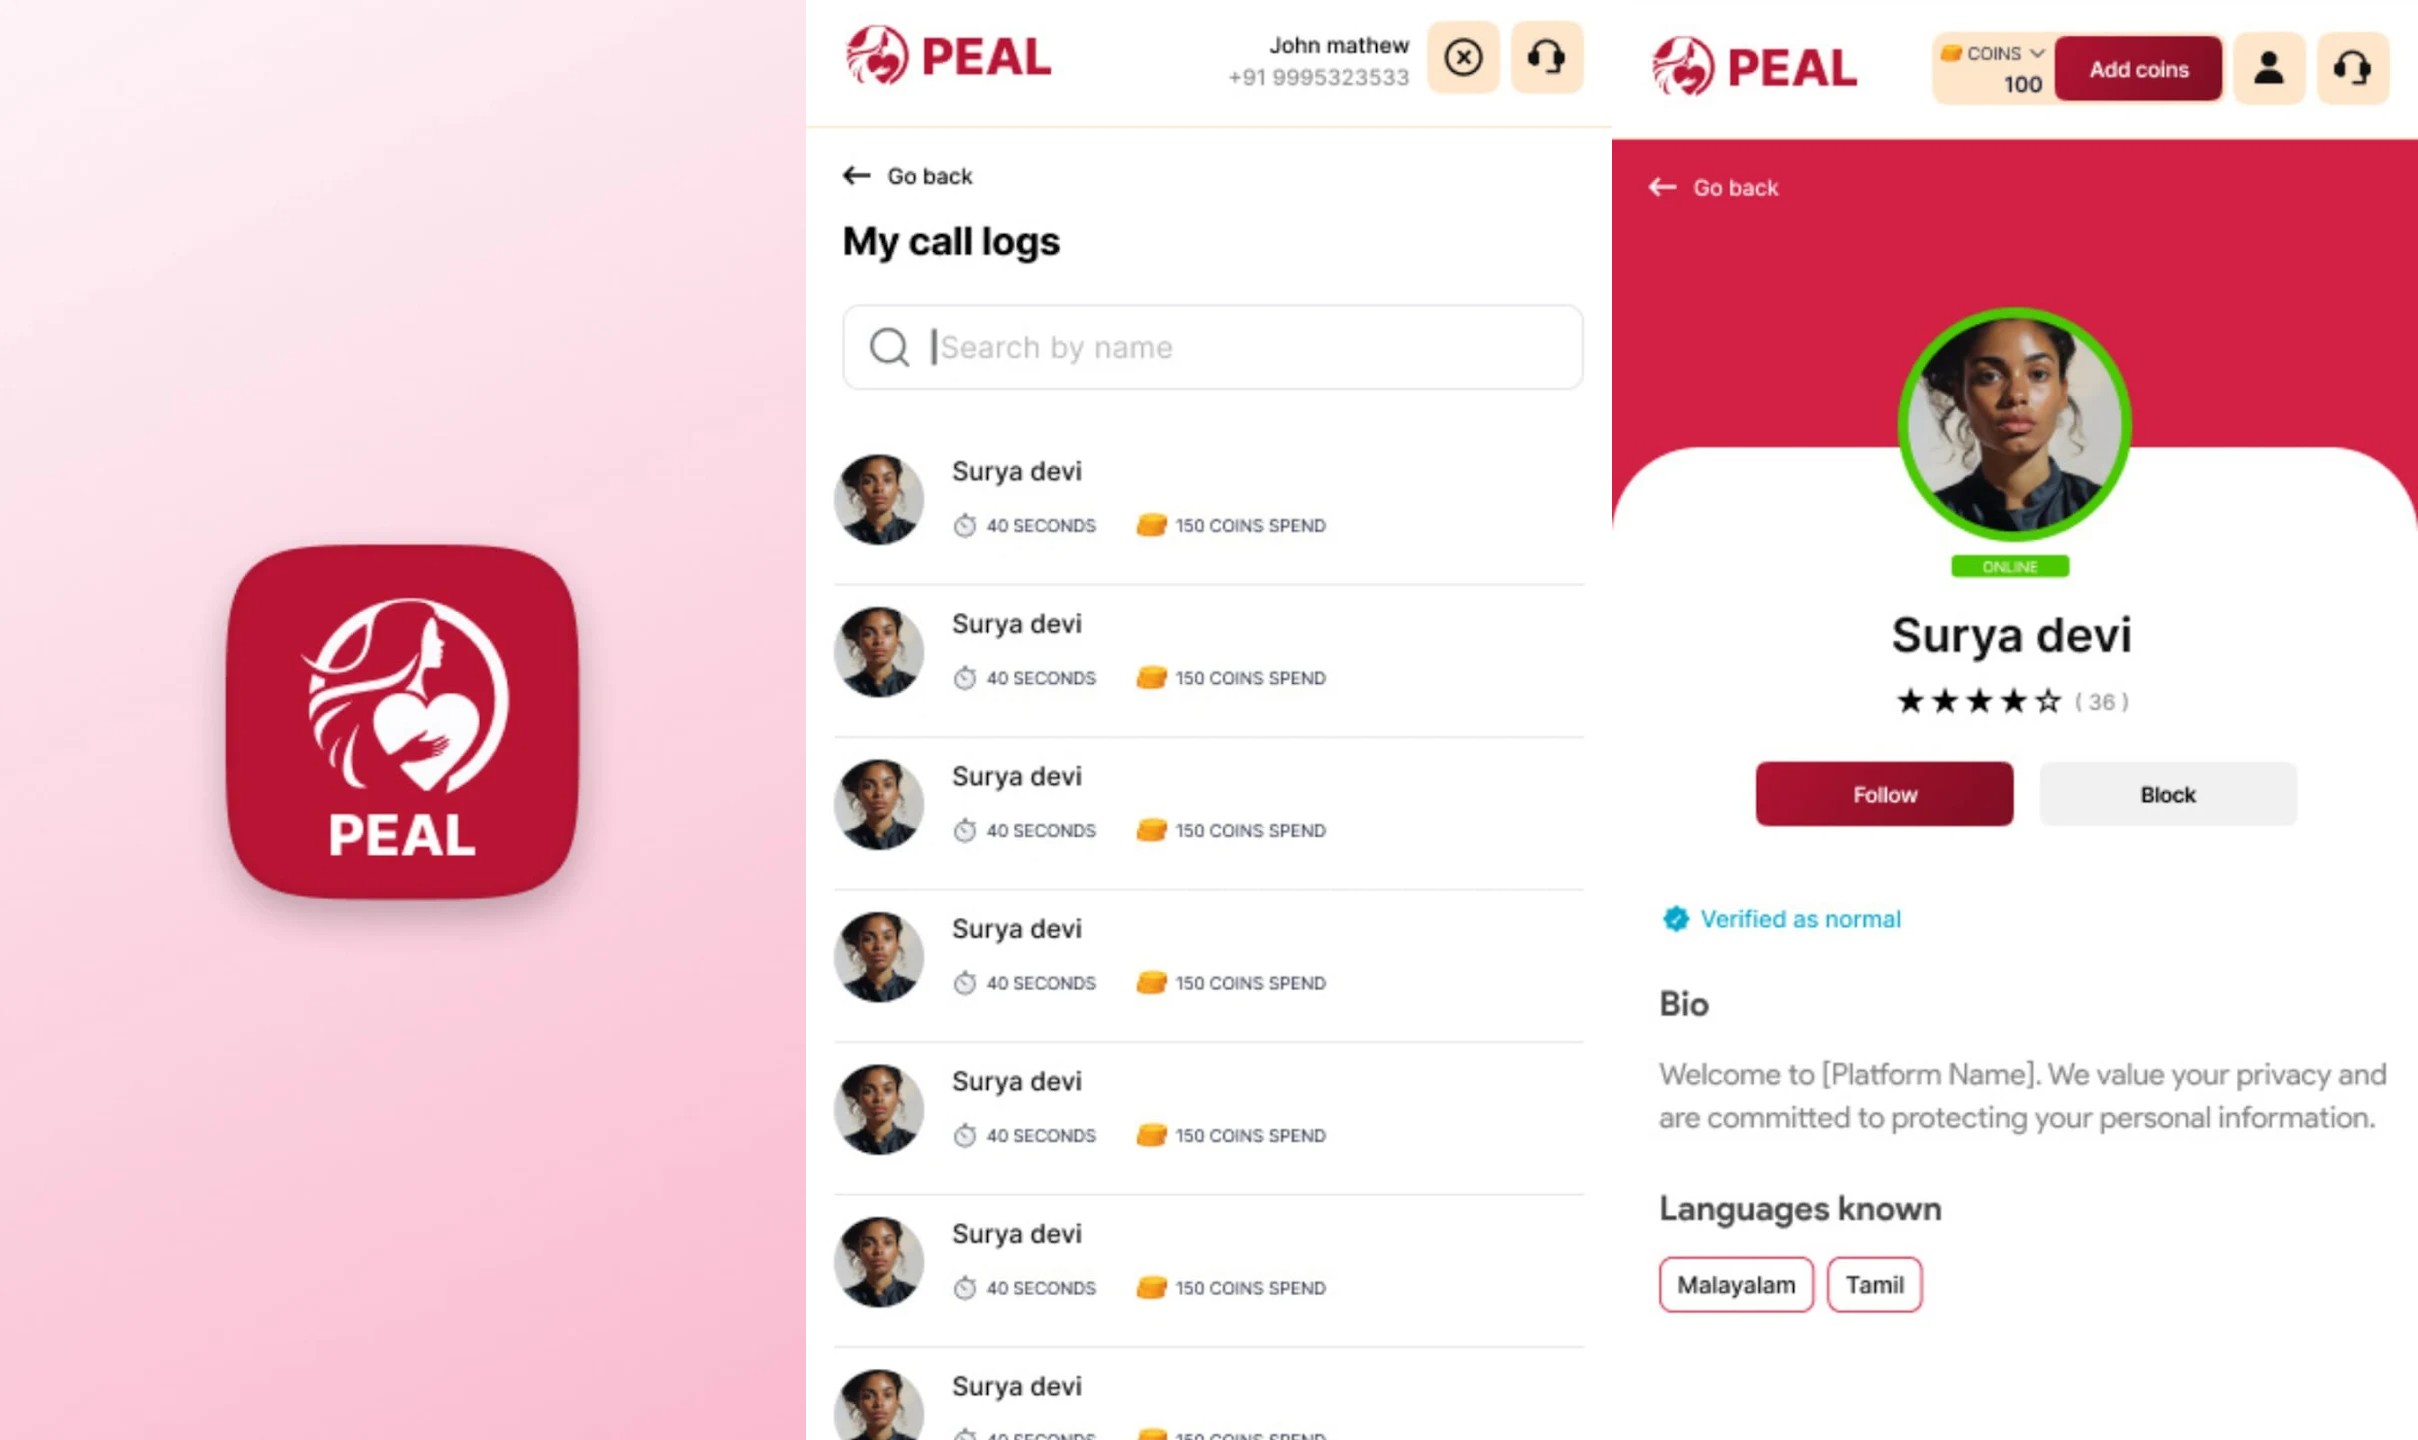 PEAL
PEAL
John mathew
+91 9995323533
Go back
My call logs
Search by name
Surya devi
40 SECONDS 150 COINS SPEND
Surya devi
40 SECONDS 150 COINS SPEND
Surya devi
40 SECONDS 150 COINS SPEND
Surya devi
40 SECONDS 150 COINS SPEND
Surya devi
40 SECONDS 150 COINS SPEND
Surya devi
40 SECONDS 150 COINS SPEND
Surya devi
40 SECONDS 150 COINS SPEND
PEAL
COINS
100
Add coins
Go back
ONLINE
Surya devi
( 36 )
Follow Block
Verified as normal
Bio
Welcome to [Platform Name]. We value your privacy and
are committed to protecting your personal information.
Languages known
Malayalam Tamil